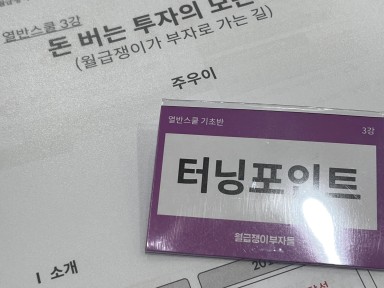 열반스쿨 3강
돈 버는 투자의 모든
(월급쟁이가 부자로 가는 길)
주우이
열반스쿨 기초반
3강
터닝포인트
월급쟁이부자들
I 소개